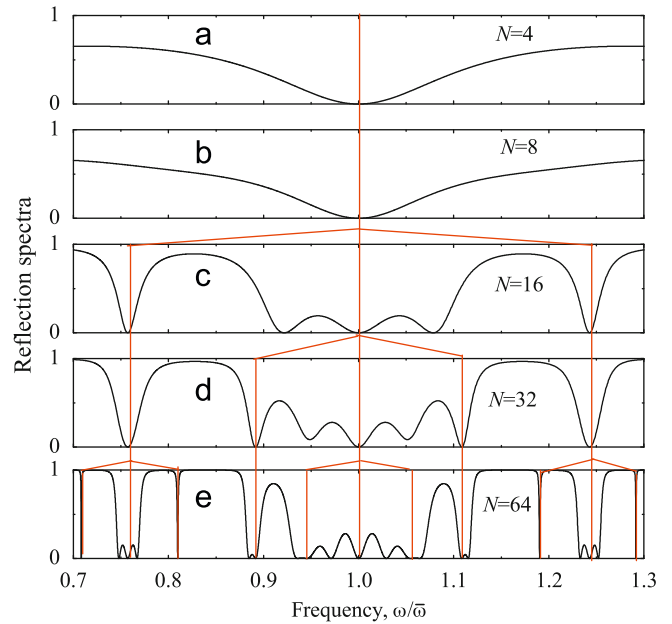 1
a
N=4
0
1
b
N=8
0
1
c
N=16
0
1
d
N=32
0
1
e
N=64
0
0.7 0.8 0.9 1.0 1.1 1.2 1.3
Frequency, ω/ω̅
Reflection spectra